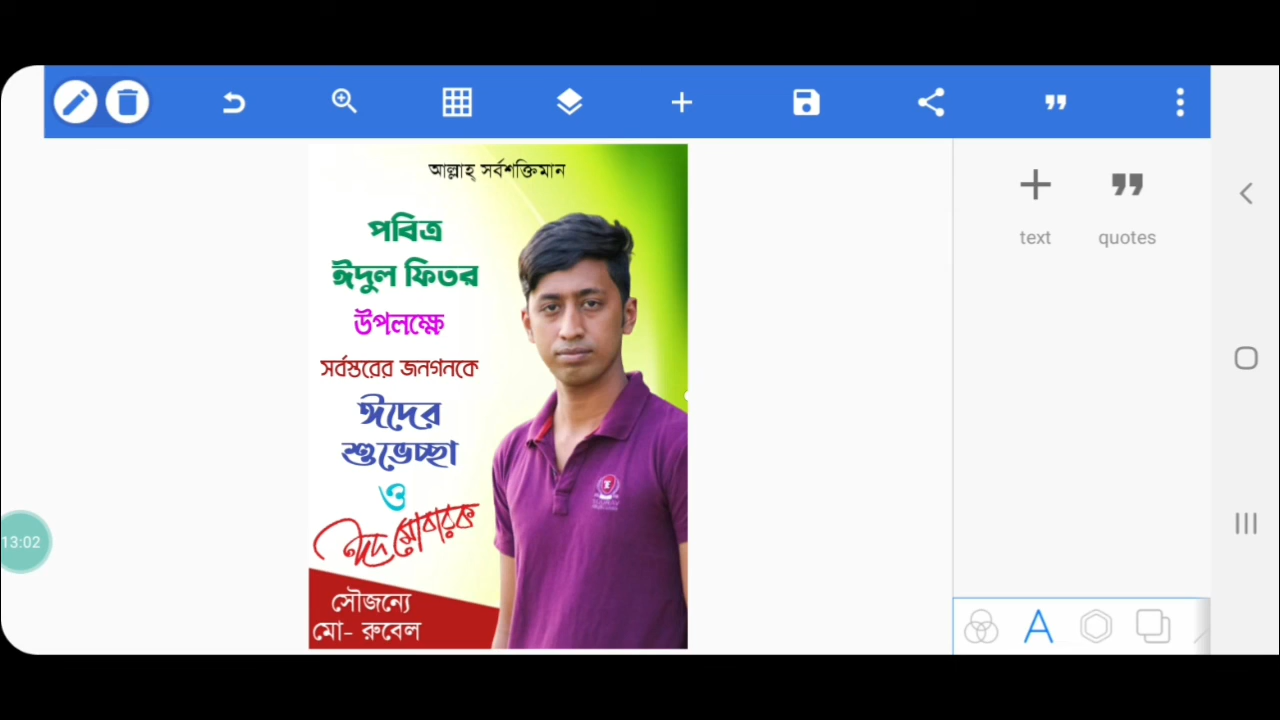 আল্লাহ্ সর্বশক্তিমান
পবিত্র
ঈদুল ফিতর
উপলক্ষে
সর্বস্তরের জনগনকে
ঈদের
শুভেচ্ছা
ও
ঈদ মোবারক
সৌজন্যে
মো- রুবেল
text quotes
13:02